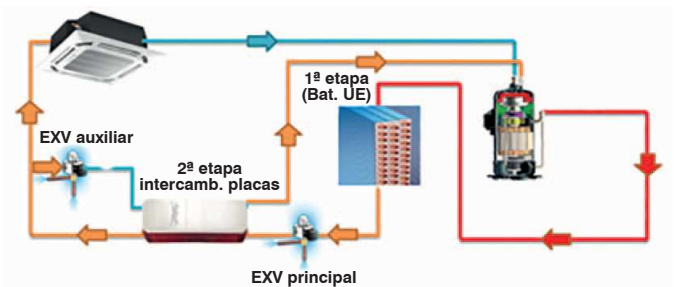 1ª etapa
(Bat. UE)
EXV auxiliar
2ª etapa
intercamb. placas
EXV principal